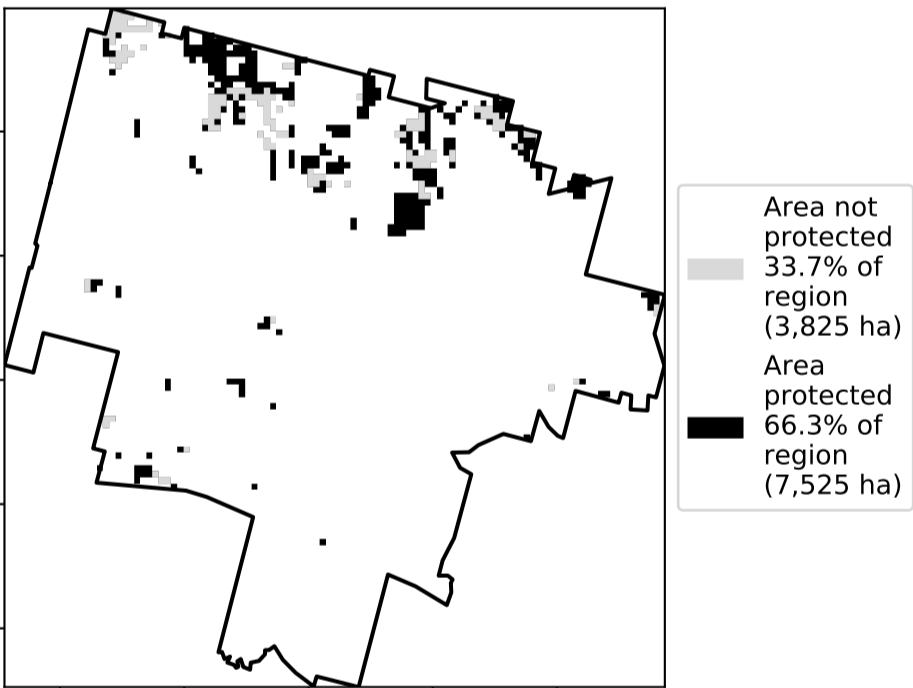 Area not
protected
33.7% of
region
(3,825 ha)
Area
protected
66.3% of
region
(7,525 ha)